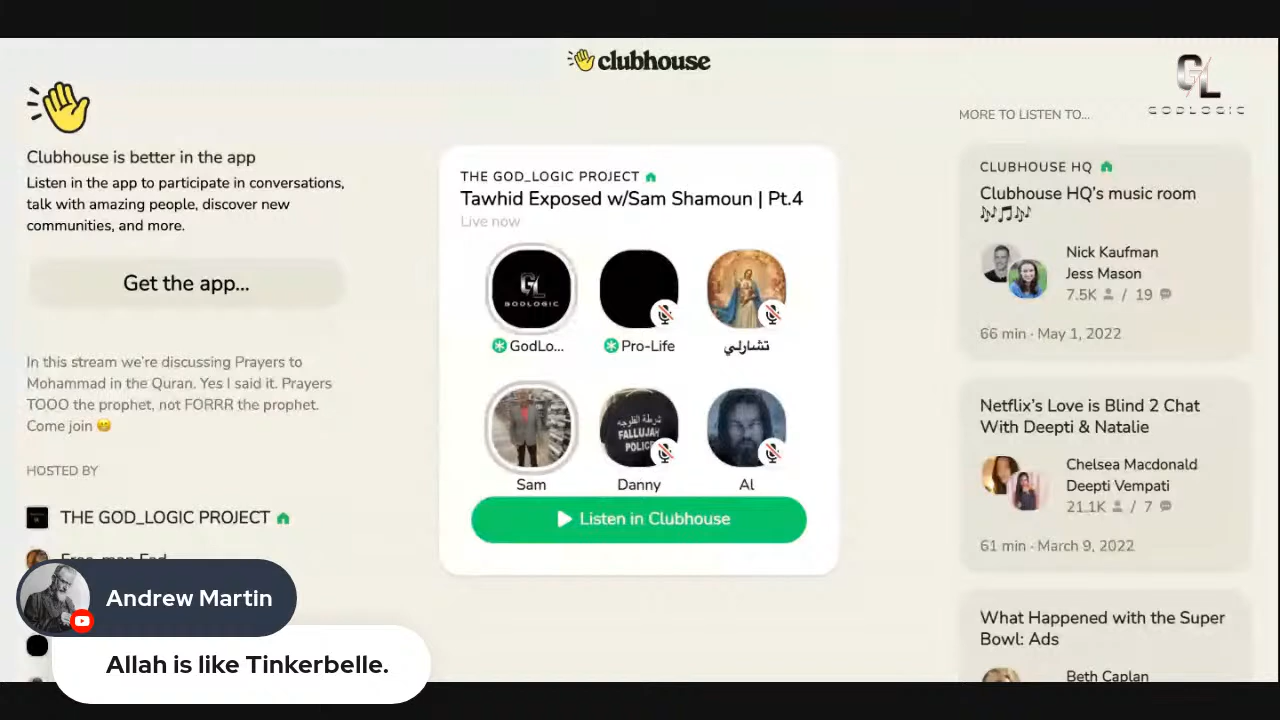 clubhouse
GL
GODLOGIC
Clubhouse is better in the app
Listen in the app to participate in conversations,
talk with amazing people, discover new
communities, and more.
Get the app...
In this stream we're discussing Prayers to
Mohammad in the Quran. Yes I said it. Prayers
TOOO the prophet, not FORRR the prophet.
Come join 😁
HOSTED BY
THE GOD_LOGIC PROJECT
Andrew Martin
Allah is like Tinkerbelle.
THE GOD_LOGIC PROJECT
Tawhid Exposed w/Sam Shamoun | Pt.4
Live now
GL
GODLOGIC
GodLo...
Pro-Life
تشارلي
شرطة الفلوجه
FALLUJAH
POLICE
Sam
Danny
Al
Listen in Clubhouse
MORE TO LISTEN TO...
CLUBHOUSE HQ
Clubhouse HQ's music room
🎶🎵🎶
Nick Kaufman
Jess Mason
7.5K / 19
66 min · May 1, 2022
Netflix's Love is Blind 2 Chat
With Deepti & Natalie
Chelsea Macdonald
Deepti Vempati
21.1K / 7
61 min · March 9, 2022
What Happened with the Super
Bowl: Ads
Beth Caplan